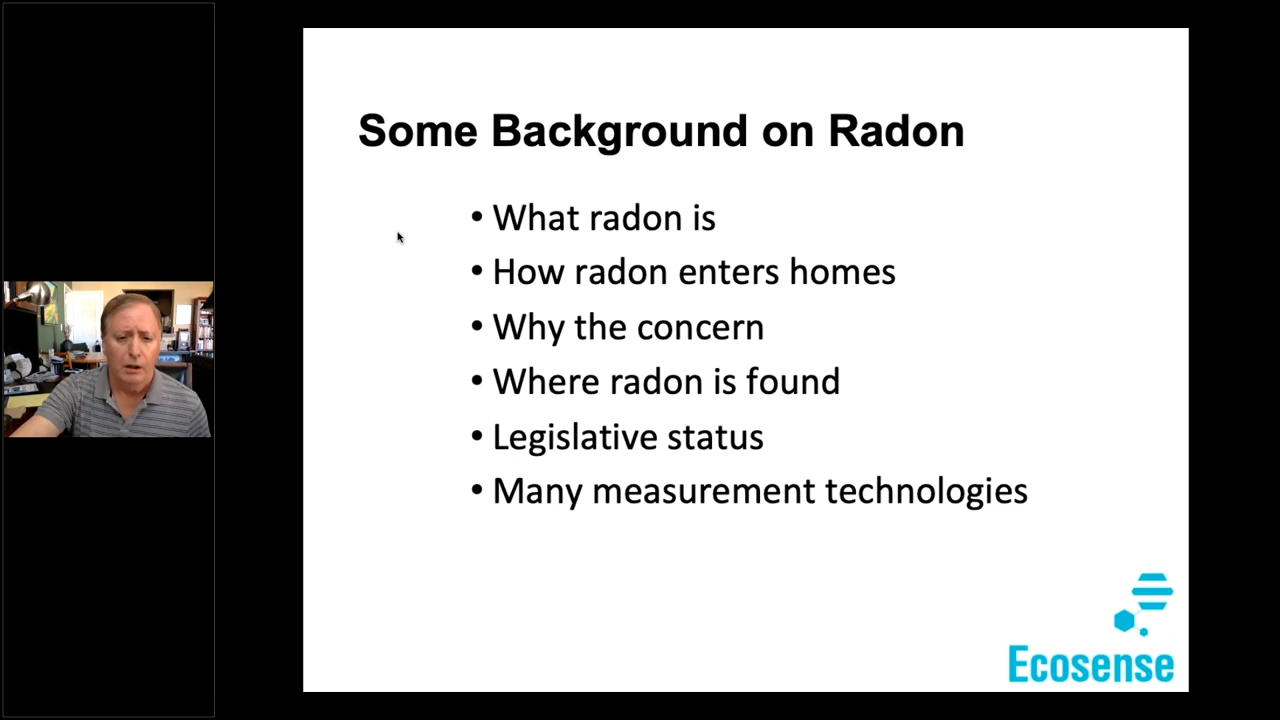 Some Background on Radon
• What radon is
• How radon enters homes
• Why the concern
• Where radon is found
• Legislative status
• Many measurement technologies
Ecosense